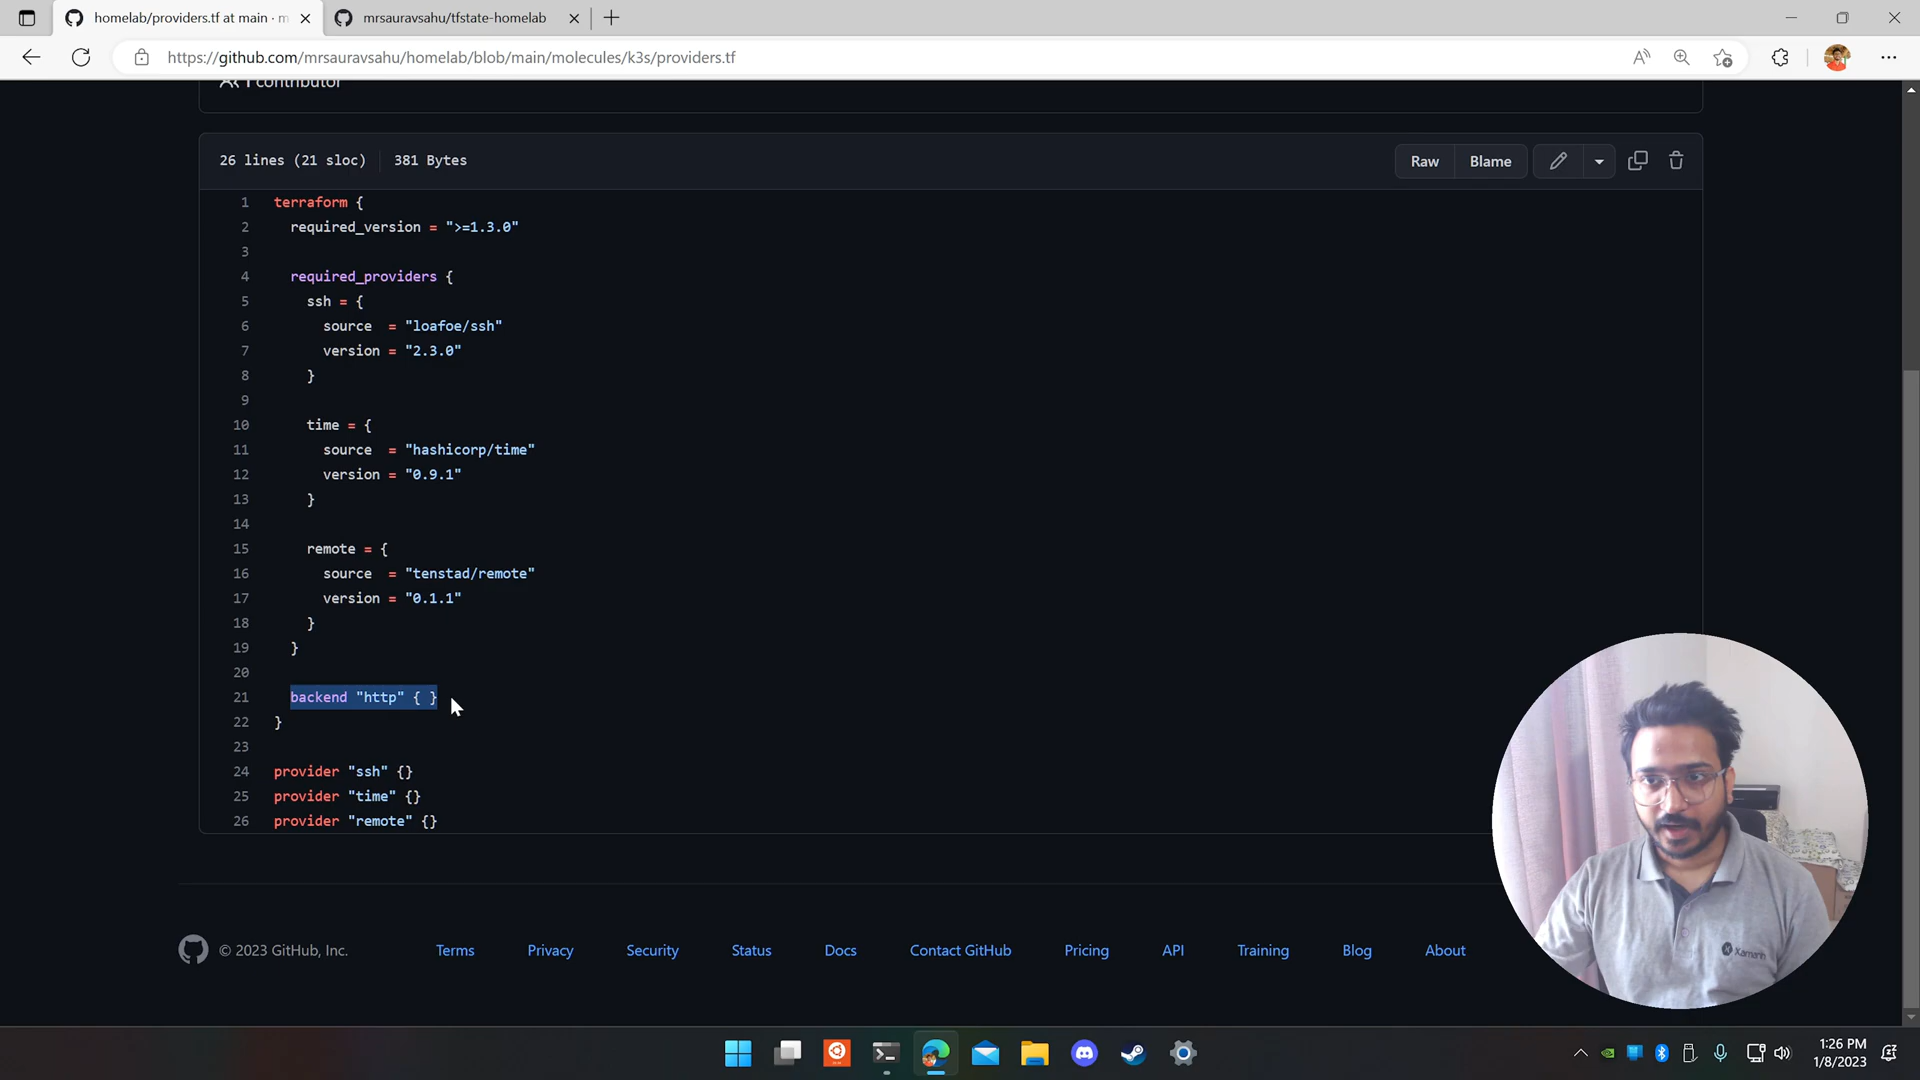 homelab/providers.tf at main · m
mrsauravsahu/tfstate-homelab
https://github.com/mrsauravsahu/homelab/blob/main/molecules/k3s/providers.tf
1 contributor
26 lines (21 sloc) 381 Bytes
Raw Blame
1 terraform {
2 required_version = ">=1.3.0"
3
4 required_providers {
5 ssh = {
6 source = "loafoe/ssh"
7 version = "2.3.0"
8 }
9
10 time = {
11 source = "hashicorp/time"
12 version = "0.9.1"
13 }
14
15 remote = {
16 source = "tenstad/remote"
17 version = "0.1.1"
18 }
19 }
20
21 backend "http" { }
22 }
23
24 provider "ssh" {}
25 provider "time" {}
26 provider "remote" {}
© 2023 GitHub, Inc. Terms Privacy Security Status Docs Contact GitHub Pricing API Training Blog About
Xamarin
1:26 PM
1/8/2023